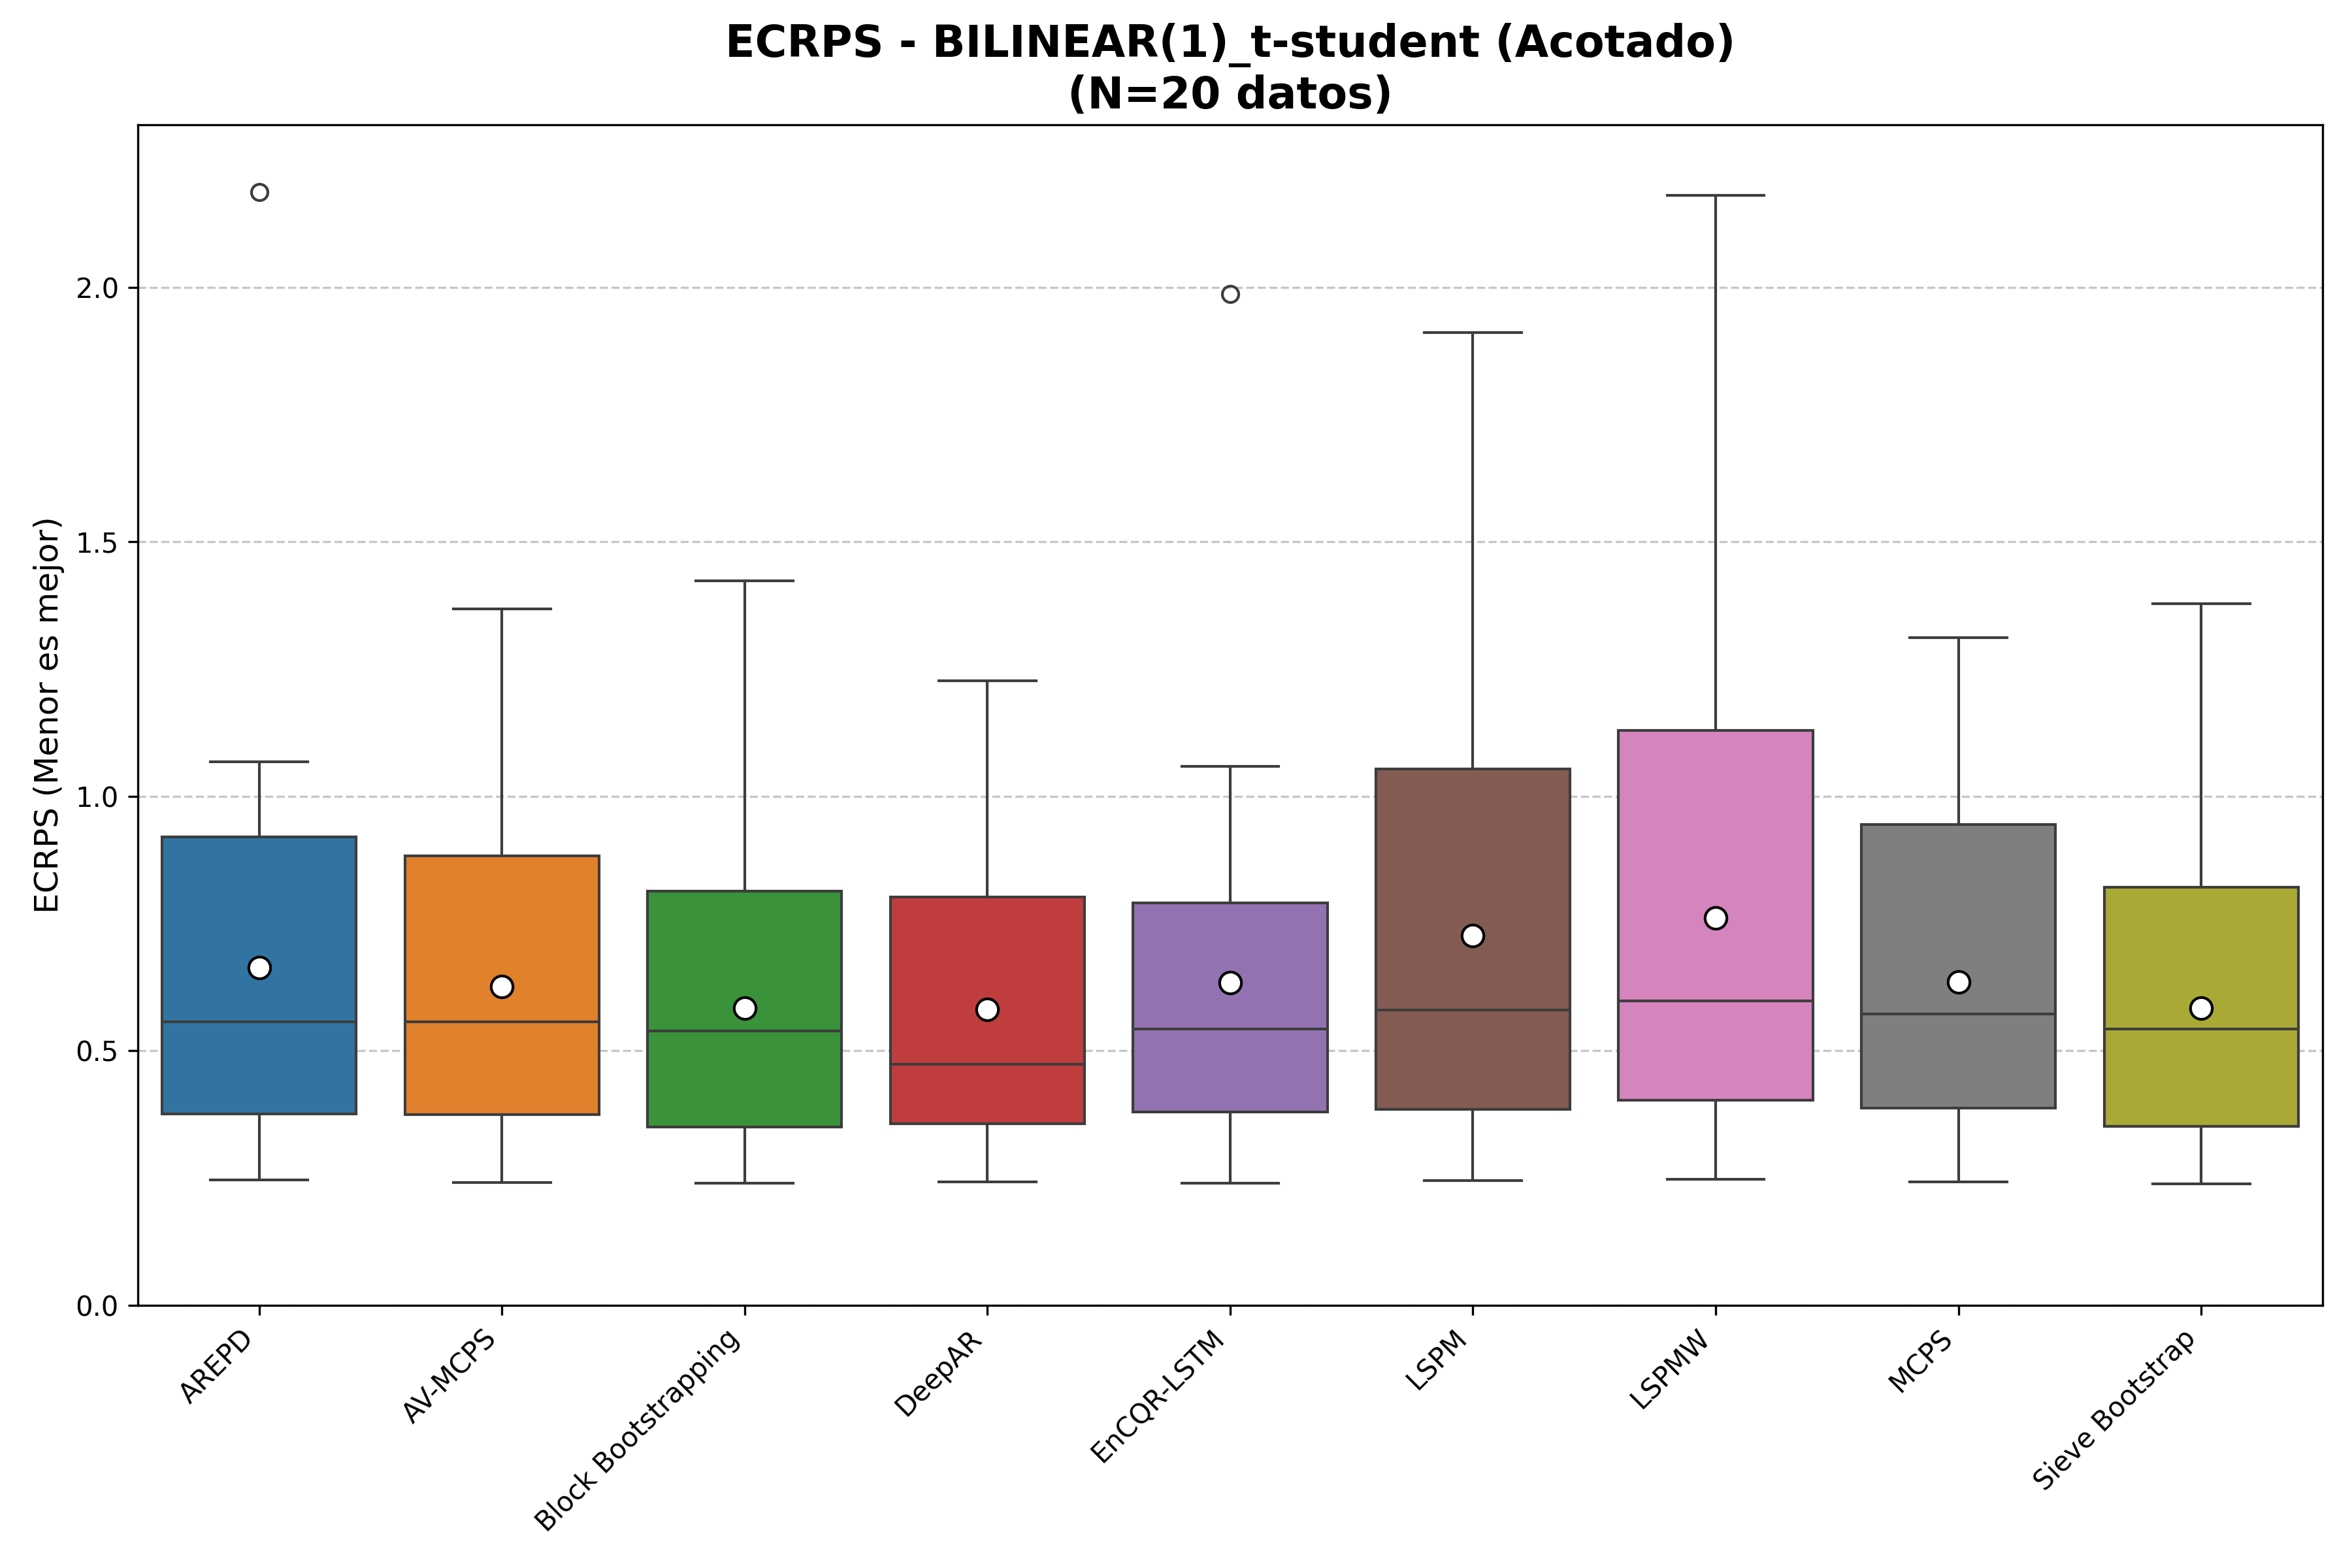 ECRPS - BILINEAR(1)_t-student (Acotado)
(N=20 datos)
ECRPS (Menor es mejor)
2.0
1.5
1.0
0.5
0.0
AREPD
AV-MCPS
Block Bootstrapping
DeepAR
EnCQR-LSTM
LSPM
LSPMW
MCPS
Sieve Bootstrap